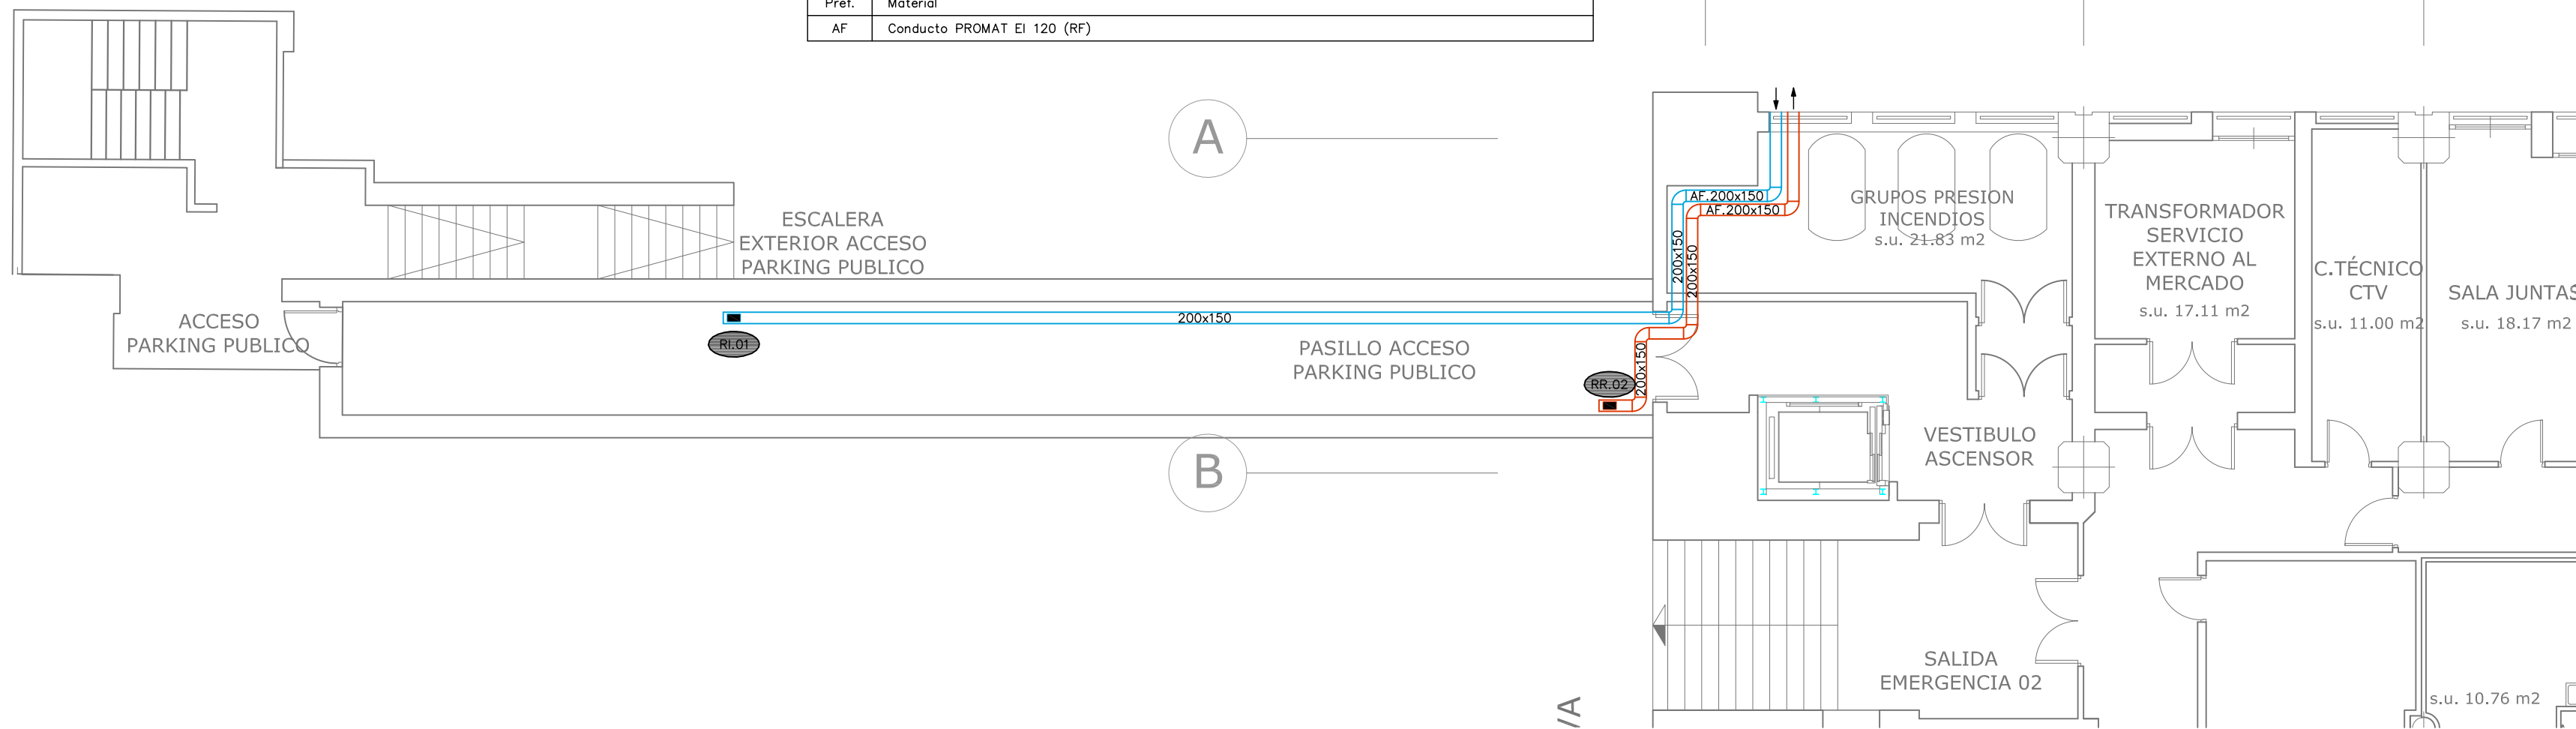 Pref. Material
AF Conducto PROMAT EI 120 (RF)
A
ESCALERA
EXTERIOR ACCESO
PARKING PUBLICO
ACCESO
PARKING PUBLICO
RI.01
200x150
PASILLO ACCESO
PARKING PUBLICO
AF.200x150
AF.200x150
200x150
200x150
200x150
RR.02
GRUPOS PRESION
INCENDIOS
s.u. 21.83 m2
TRANSFORMADOR
SERVICIO
EXTERNO AL
MERCADO
s.u. 17.11 m2
C.TÉCNICO
CTV
s.u. 11.00 m2
SALA JUNTAS
s.u. 18.17 m2
B
VESTIBULO
ASCENSOR
SALIDA
EMERGENCIA 02
s.u. 10.76 m2